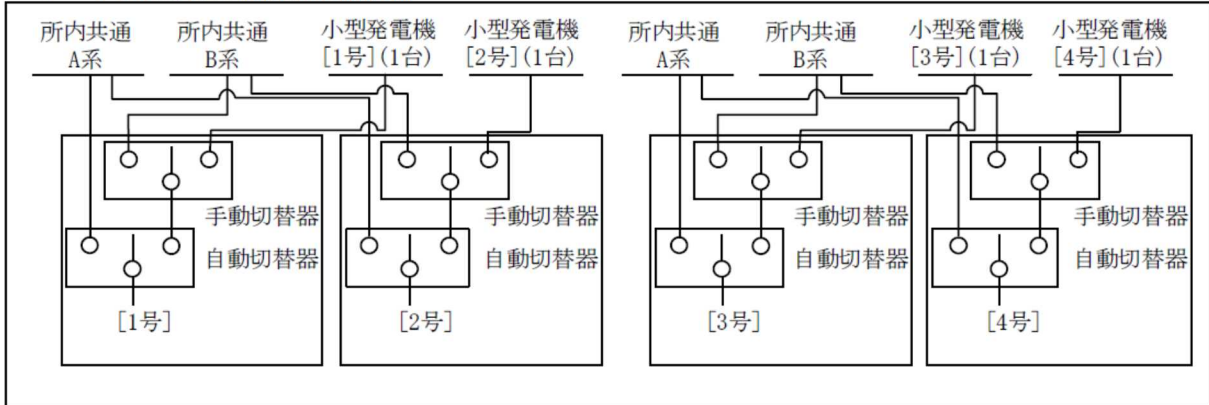 所内共通 所内共通 小型発電機 小型発電機 所内共通 所内共通 小型発電機 小型発電機
A系 B系 [1号](1台) [2号](1台) A系 B系 [3号](1台) [4号](1台)
手動切替器 手動切替器 手動切替器 手動切替器
自動切替器 自動切替器 自動切替器 自動切替器
[1号] [2号] [3号] [4号]